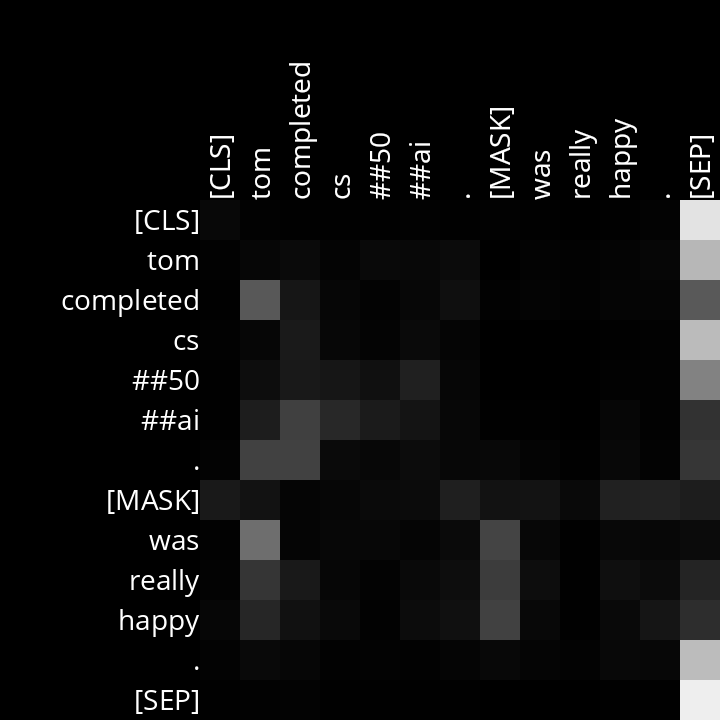 [CLS] tom completed cs ##50 ##ai . [MASK] was really happy . [SEP]
[CLS]
tom
completed
cs
##50
##ai
.
[MASK]
was
really
happy
.
[SEP]